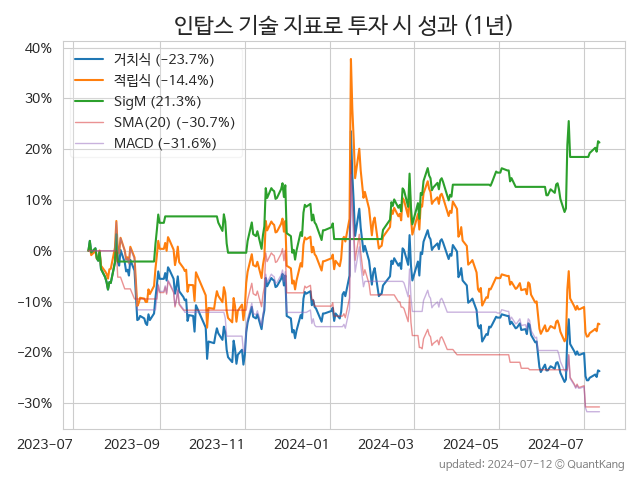 인탑스 기술 지표로 투자 시 성과 (1년)
40%
30%
20%
10%
0%
−10%
−20%
−30%
거치식 (−23.7%)
적립식 (−14.4%)
SigM (21.3%)
SMA(20) (−30.7%)
MACD (−31.6%)
2023-07 2023-09 2023-11 2024-01 2024-03 2024-05 2024-07
updated: 2024-07-12 © QuantKang